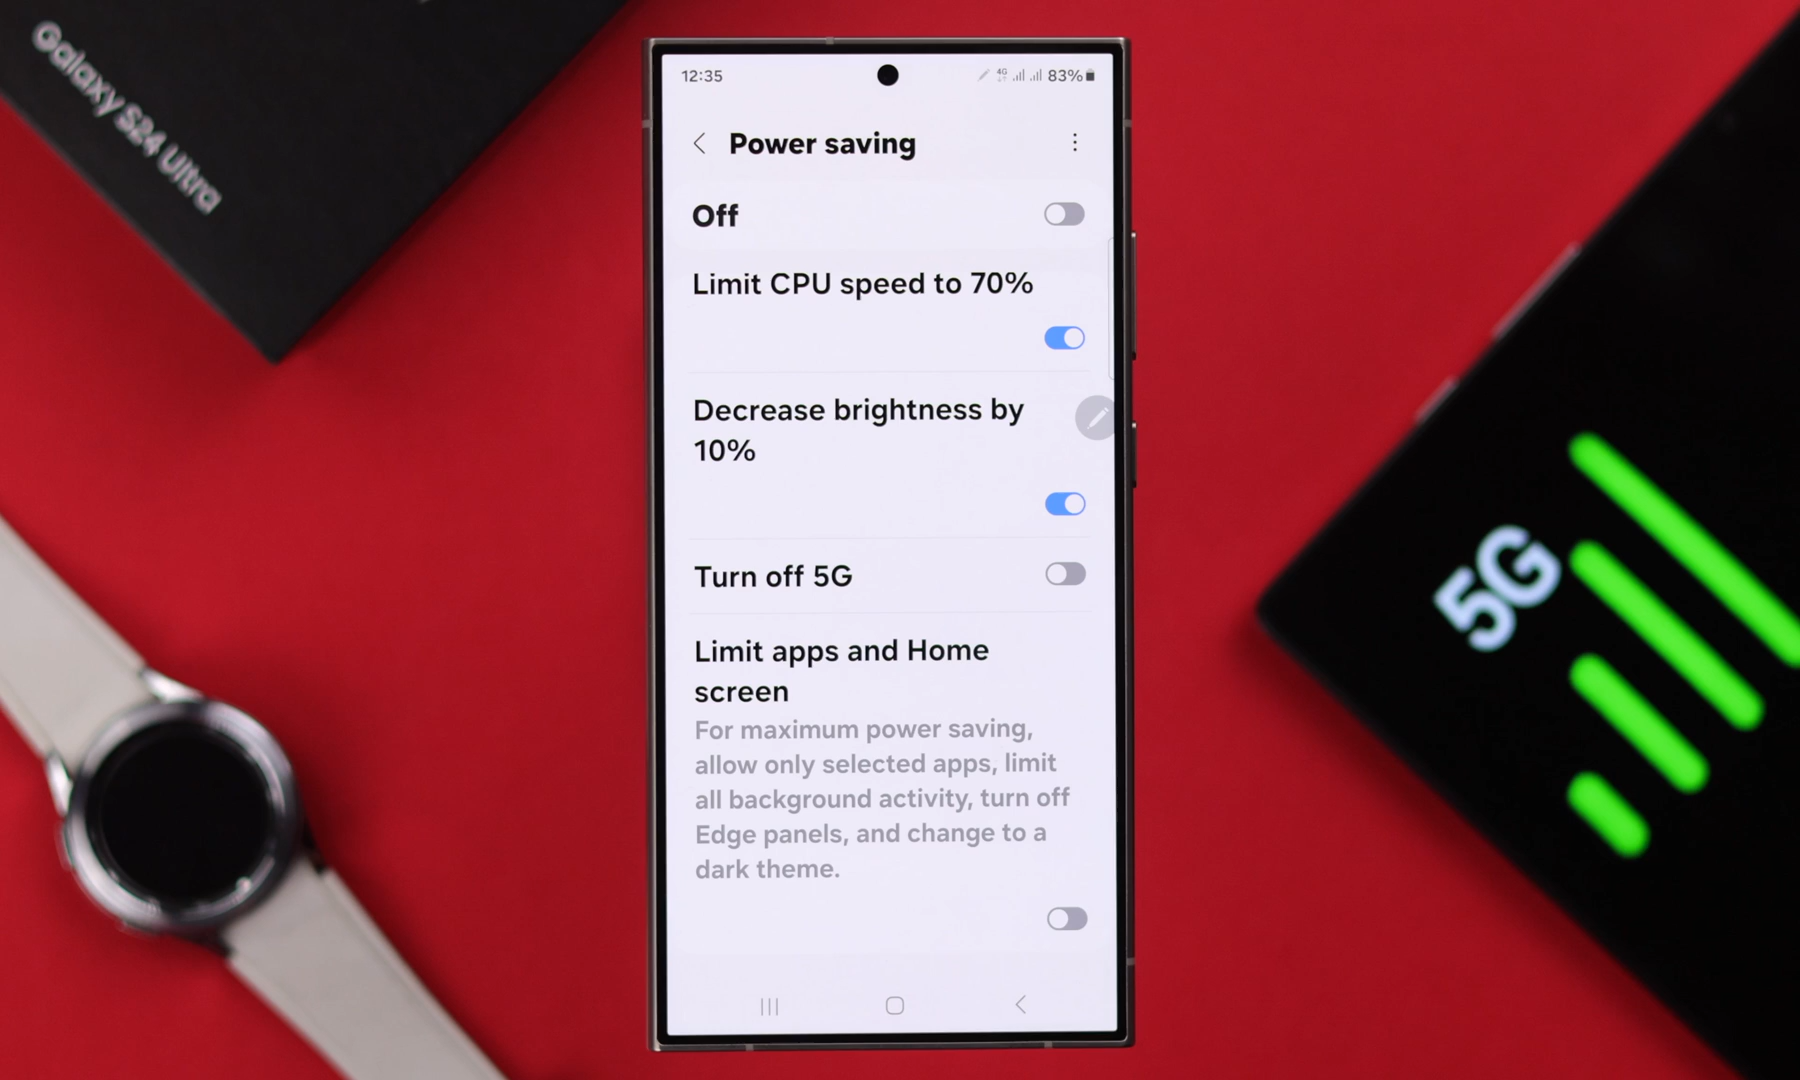 Galaxy S24 Ultra
12:35
4G
83%
Power saving
Off
Limit CPU speed to 70%
Decrease brightness by
10%
Turn off 5G
Limit apps and Home
screen
For maximum power saving,
allow only selected apps, limit
all background activity, turn off
Edge panels, and change to a
dark theme.
5G